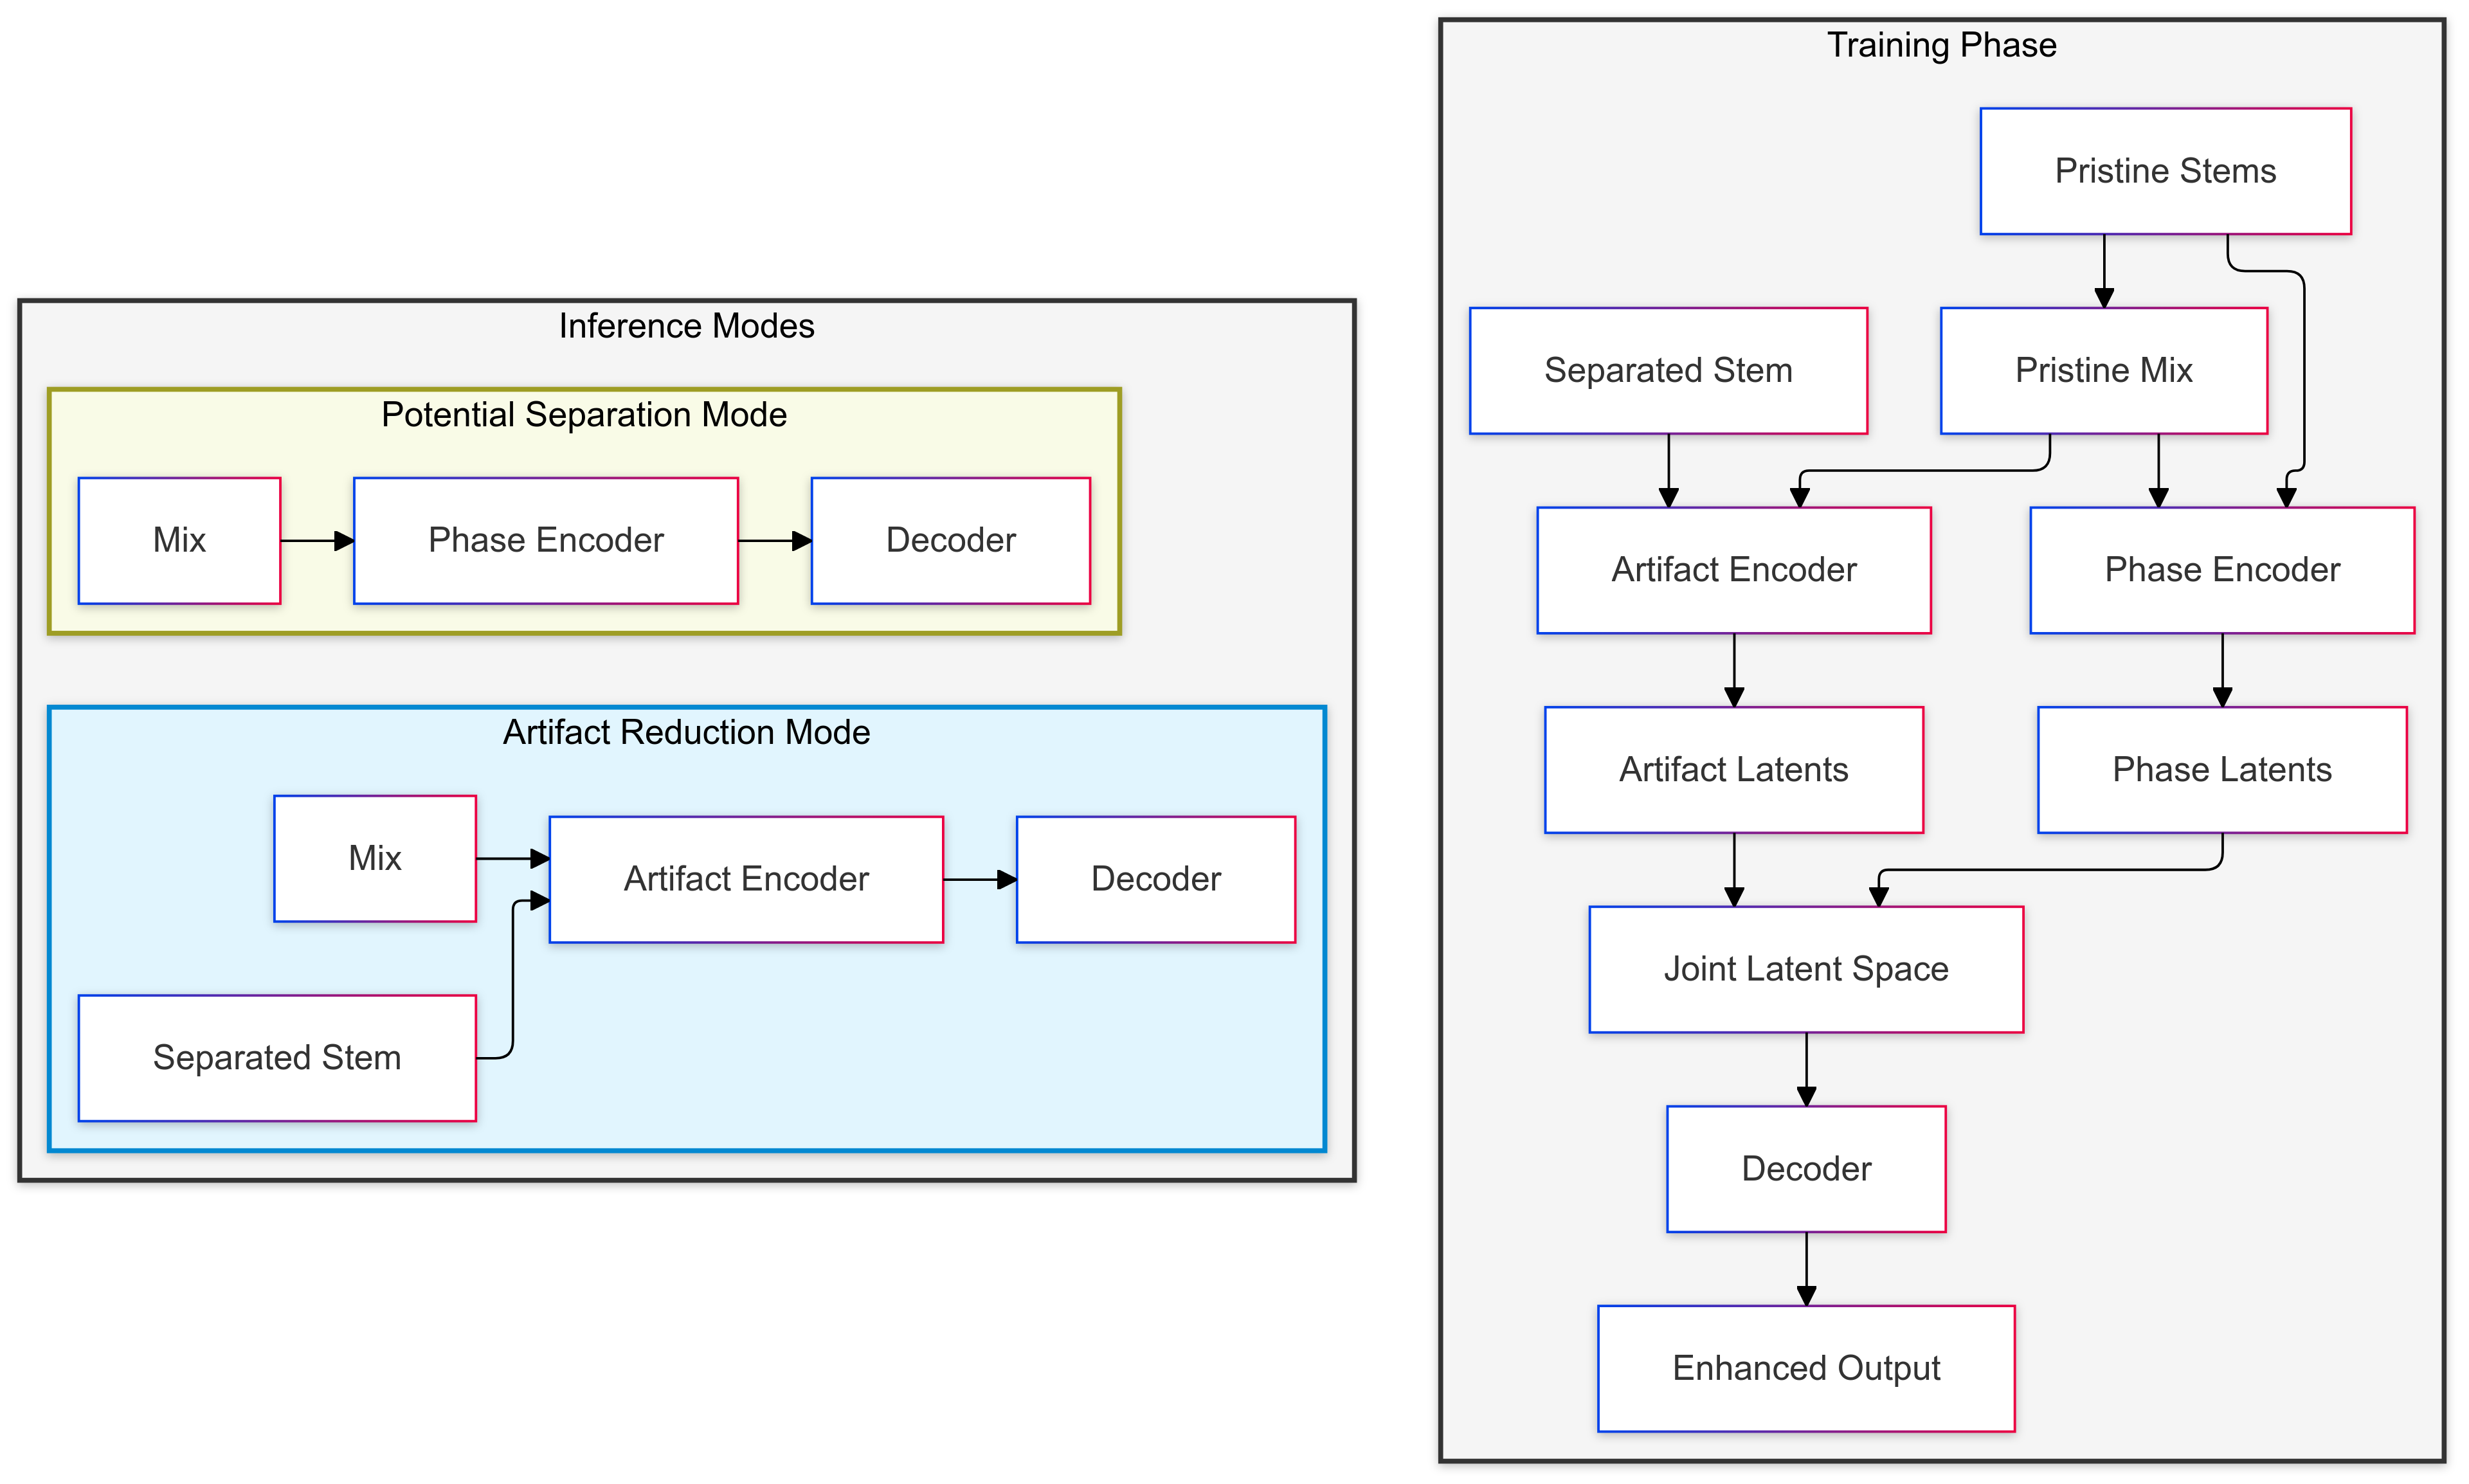 Inference Modes
Potential Separation Mode
Mix
Phase Encoder
Decoder
Artifact Reduction Mode
Mix
Artifact Encoder
Decoder
Separated Stem
Training Phase
Pristine Stems
Separated Stem
Pristine Mix
Artifact Encoder
Phase Encoder
Artifact Latents
Phase Latents
Joint Latent Space
Decoder
Enhanced Output